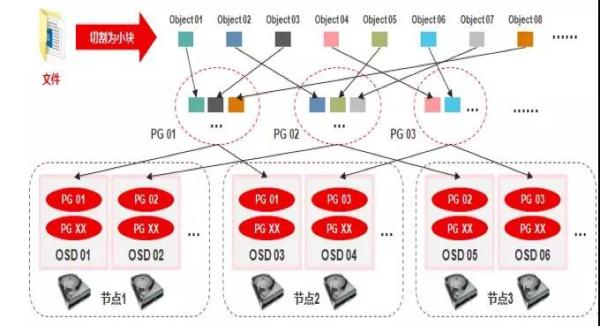 切割为小块
文件
Object 01 Object 02 Object 03 Object 04 Object 05 Object 06 Object 07 Object 08 ······
... ... ...
PG 01 PG 02 PG 03 ......
PG 01 PG 02 PG 01 PG 03 PG 02 PG 03
PG XX PG XX PG XX PG XX PG XX PG XX
... ... ...
OSD 01 OSD 02 OSD 03 OSD 04 OSD 05 OSD 06
节点1 节点2 节点3